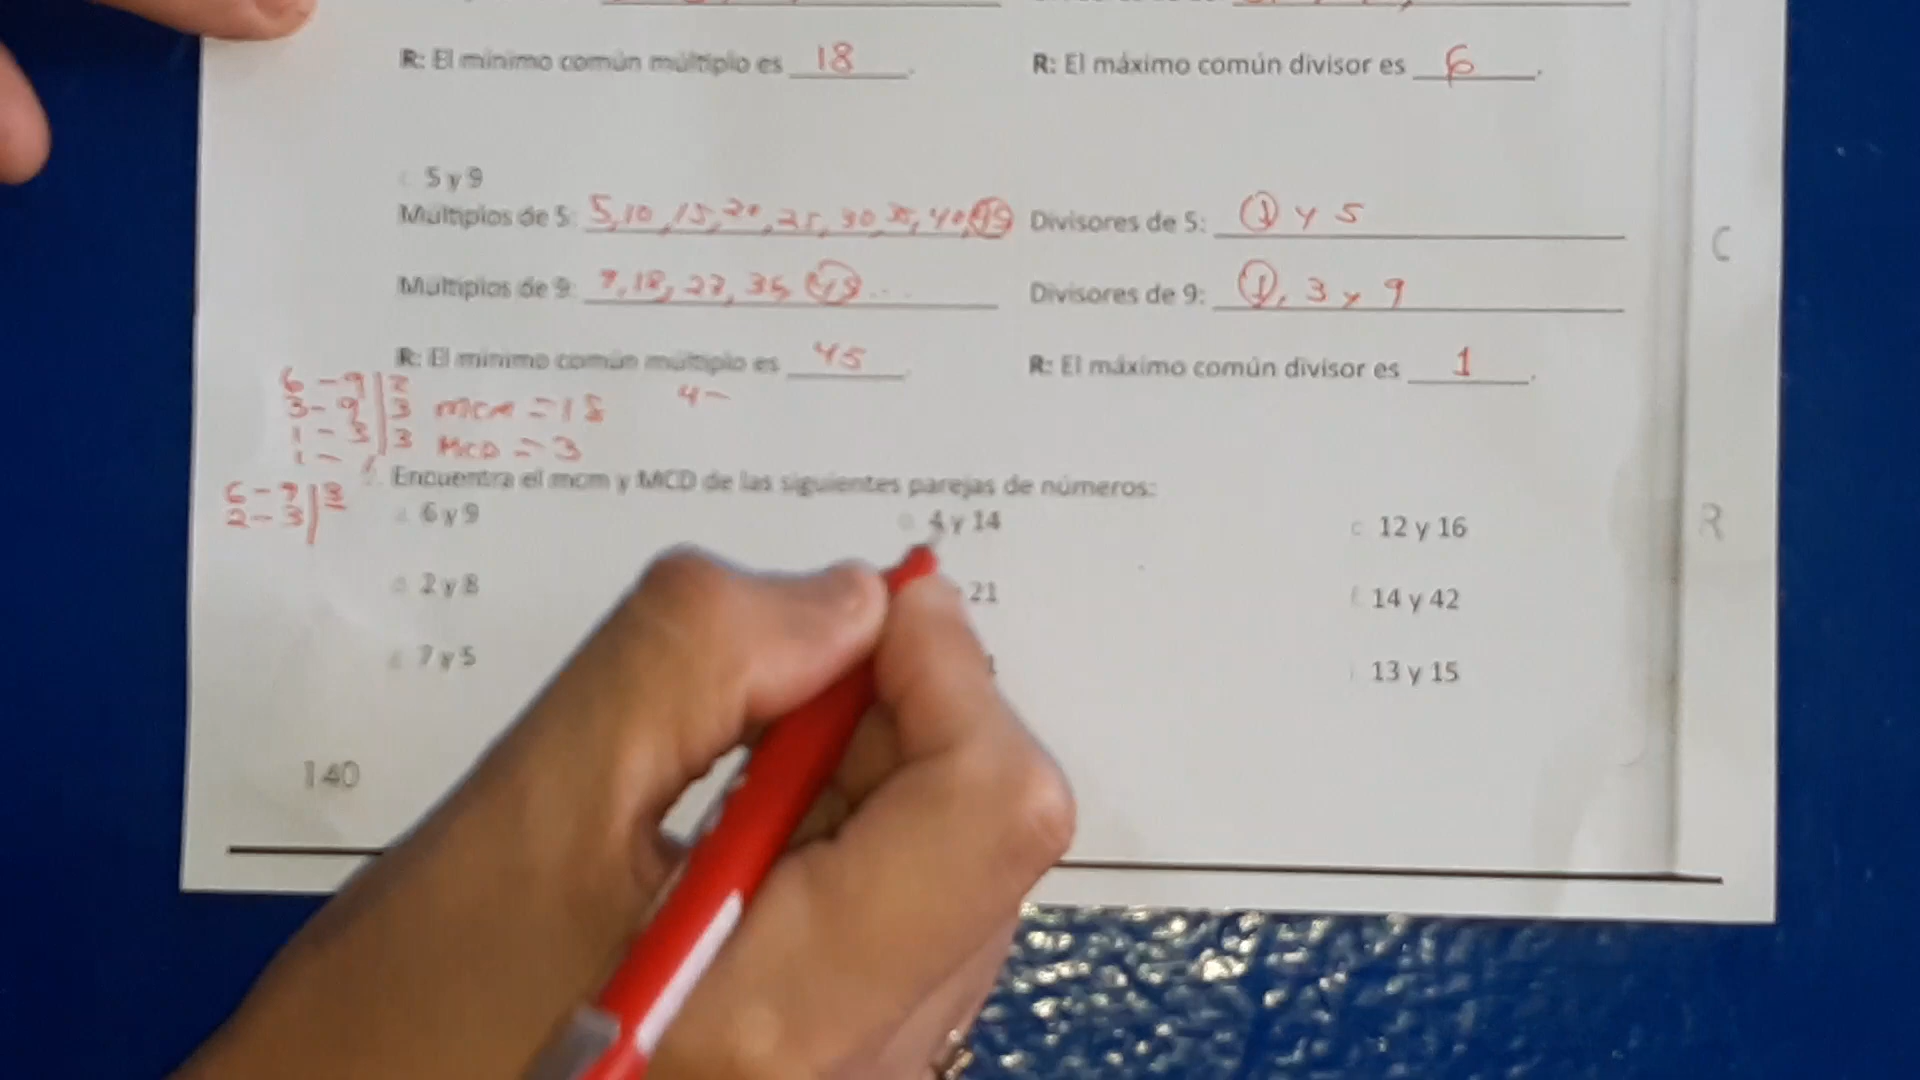 R: El mínimo común múltiplo es 18.
R: El máximo común divisor es 6.
5 y 9
Múltiplos de 5: 5, 10, 15, 20, 25, 30, 35, 40, 45
Divisores de 5: 1 y 5
Múltiplos de 9: 9, 18, 27, 36, 45 ...
Divisores de 9: 1, 3 y 9
R: El mínimo común múltiplo es 45.
R: El máximo común divisor es 1.
6 - 9 | 2
3 - 9 | 3 mcm = 18
1 - 3 | 3 MCD = 3
1 - 1
4 -
Encuentra el mcm y MCD de las siguientes parejas de números:
6 - 9 | 3
2 - 3 |
a. 6 y 9
4 y 14
c. 12 y 16
2 y 8
21
14 y 42
7 y 5
1
13 y 15
140
C
R